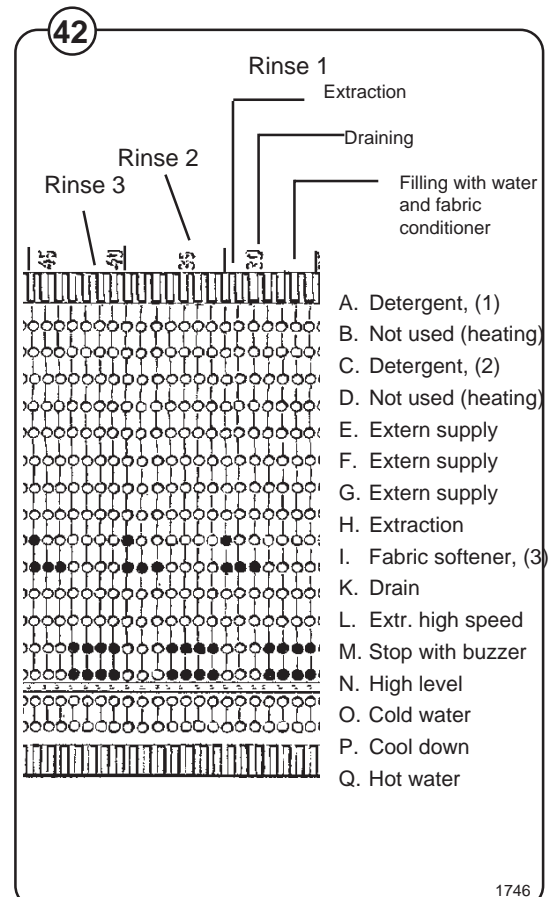 42
Rinse 1
Extraction
Draining
Rinse 2
Rinse 3
Filling with water
and fabric
conditioner
45
40
35
30
A. Detergent, (1)
B. Not used (heating)
C. Detergent, (2)
D. Not used (heating)
E. Extern supply
F. Extern supply
G. Extern supply
H. Extraction
I. Fabric softener, (3)
K. Drain
L. Extr. high speed
M. Stop with buzzer
N. High level
O. Cold water
P. Cool down
Q. Hot water
1746